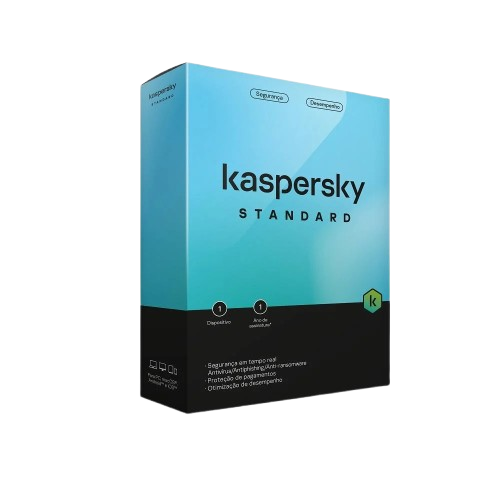 kaspersky
STANDARD
Segurança
Desempenho
kaspersky
STANDARD
1
Dispositivo
1
Ano de
assinatura*
k
· Segurança em tempo real
Antivírus/Antiphishing/Anti-ransomware
· Proteção de pagamentos
· Otimização de desempenho